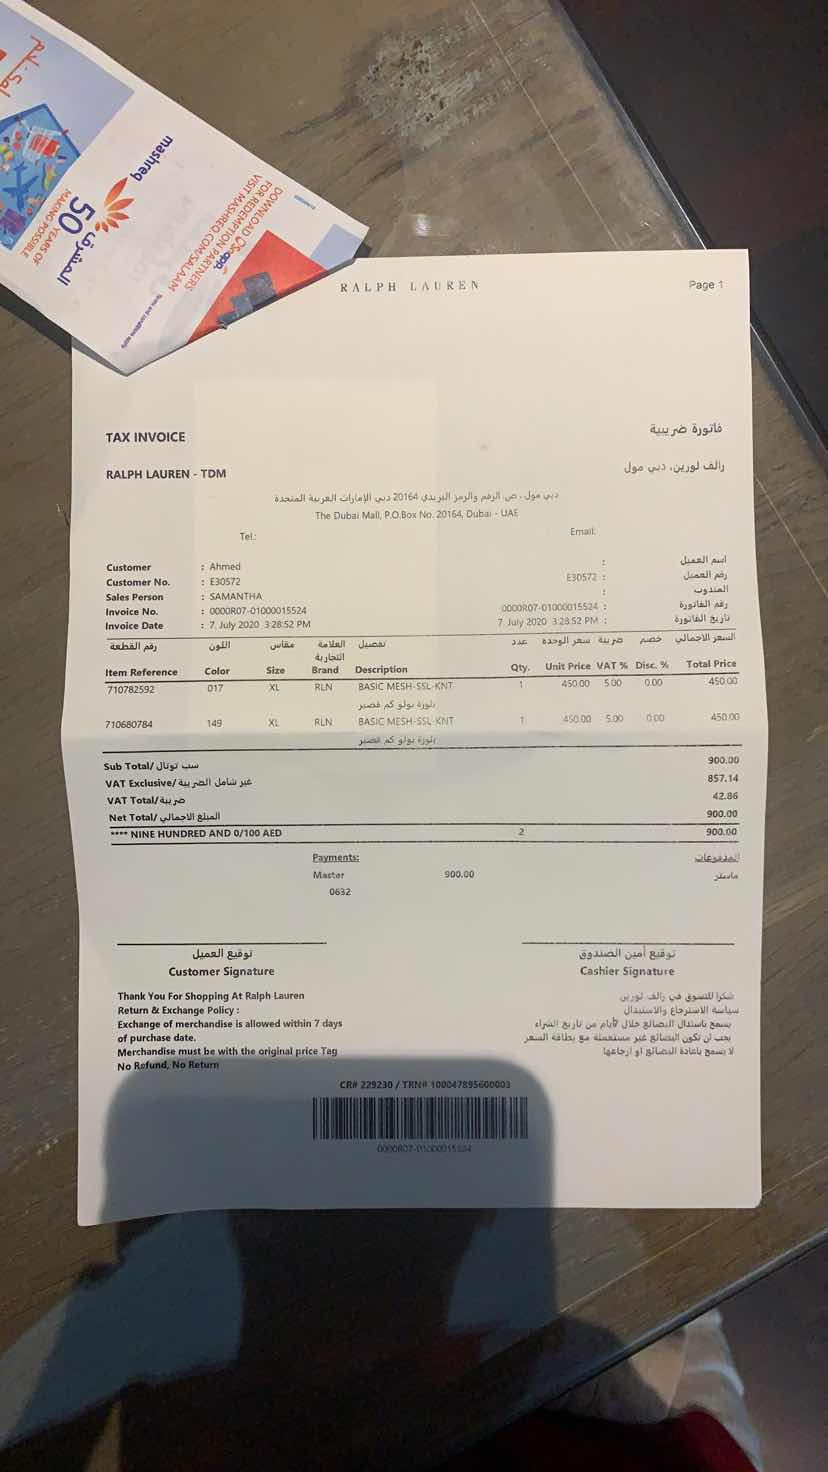 Sal
سلام
mashreq
المشرق
50
YEARS OF
MAKING POSSIBLE
DOWNLOAD
app.
FOR REDEMPTION PARTNERS
VISIT MASHREQ.COM/SALAAM
Terms and conditions apply
RALPH LAUREN
Page 1
TAX INVOICE فاتورة ضريبية
RALPH LAUREN - TDM رالف لورين، دبي مول
دبي مول ، ص. الرقم والرمز البريدي 20164 دبي الإمارات العربية المتحدة
The Dubai Mall, P.O.Box No. 20164, Dubai - UAE
Tel.: Email:
Customer : Ahmed : اسم العميل
Customer No. : E30572 E30572 : رقم العميل
Sales Person : SAMANTHA : المندوب
Invoice No. : 0000R07-01000015524 0000R07-01000015524 : رقم الفاتورة
Invoice Date : 7. July 2020 3:28:52 PM 7 July 2020 3:28:52 PM : تاريخ الفاتورة
رقم القطعة اللون مقاس العلامة التجارية تفصيل عدد سعر الوحدة ضريبة خصم السعر الاجمالي
Item Reference Color Size Brand Description Qty. Unit Price VAT % Disc. % Total Price
710782592 017 XL RLN BASIC MESH-SSL-KNT 1 450.00 5.00 0.00 450.00
بلوزة بولو كم قصير
710680784 149 XL RLN BASIC MESH-SSL-KNT 1 450.00 5.00 0.00 450.00
بلوزة بولو كم قصير
Sub Total/ سب توتال 900.00
VAT Exclusive/ غير شامل الضريبة 857.14
VAT Total/ ضريبة 42.86
Net Total/ المبلغ الاجمالي 900.00
**** NINE HUNDRED AND 0/100 AED 2 900.00
Payments: المدفوعات
Master 900.00 ماستر
0632
توقيع العميل توقيع أمين الصندوق
Customer Signature Cashier Signature
Thank You For Shopping At Ralph Lauren شكرا للتسوق في رالف لورين
Return & Exchange Policy : سياسة الاسترجاع والاستبدال
Exchange of merchandise is allowed within 7 days يسمح باستدال البضائع خلال 7أيام من تاريخ الشراء
of purchase date. يجب ان تكون البضائع غير مستعملة مع بطاقة السعر
Merchandise must be with the original price Tag لا يسمح باعادة البضائع او ارجاعها
No Refund, No Return
CR# 229230 / TRN# 100047895600003
0000R07-01000015524